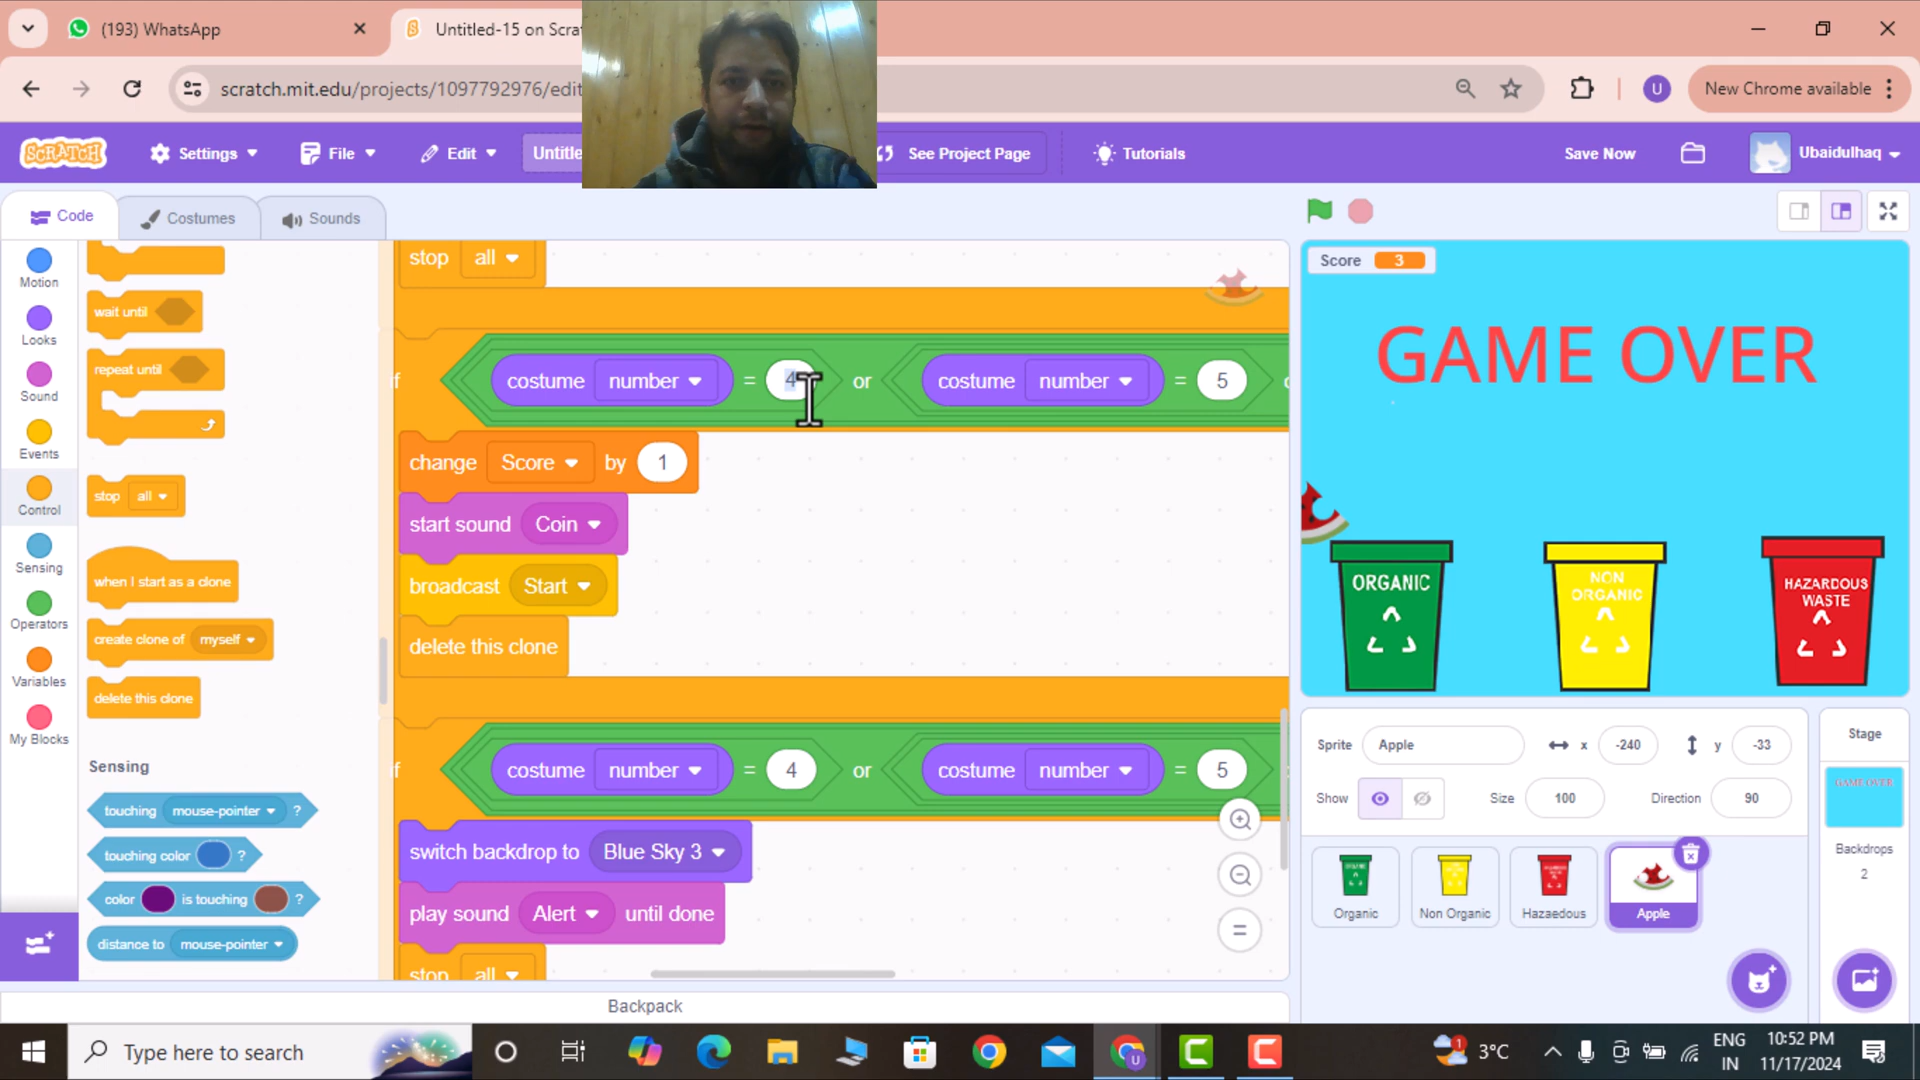 (193) WhatsApp
Untitled-15 on Scra
scratch.mit.edu/projects/1097792976/edit
U
New Chrome available
SCRATCH
Settings
File
Edit
Untitle
See Project Page
Tutorials
Save Now
Ubaidulhaq
Code
Costumes
Sounds
Motion
Looks
Sound
Events
Control
Sensing
Operators
Variables
My Blocks
wait until
repeat until
stop all
when I start as a clone
create clone of myself
delete this clone
Sensing
touching mouse-pointer ?
touching color ?
color is touching ?
distance to mouse-pointer
stop all
if costume number = 4 or costume number = 5
change Score by 1
start sound Coin
broadcast Start
delete this clone
if costume number = 4 or costume number = 5
switch backdrop to Blue Sky 3
play sound Alert until done
stop all
Backpack
Score 3
GAME OVER
ORGANIC
NON
ORGANIC
HAZARDOUS
WASTE
Sprite Apple x -240 y -33
Show Size 100 Direction 90
Organic
Non Organic
Hazaedous
Apple
Stage
GAME OVER
Backdrops
2
Type here to search
3°C
ENG
IN
10:52 PM
11/17/2024